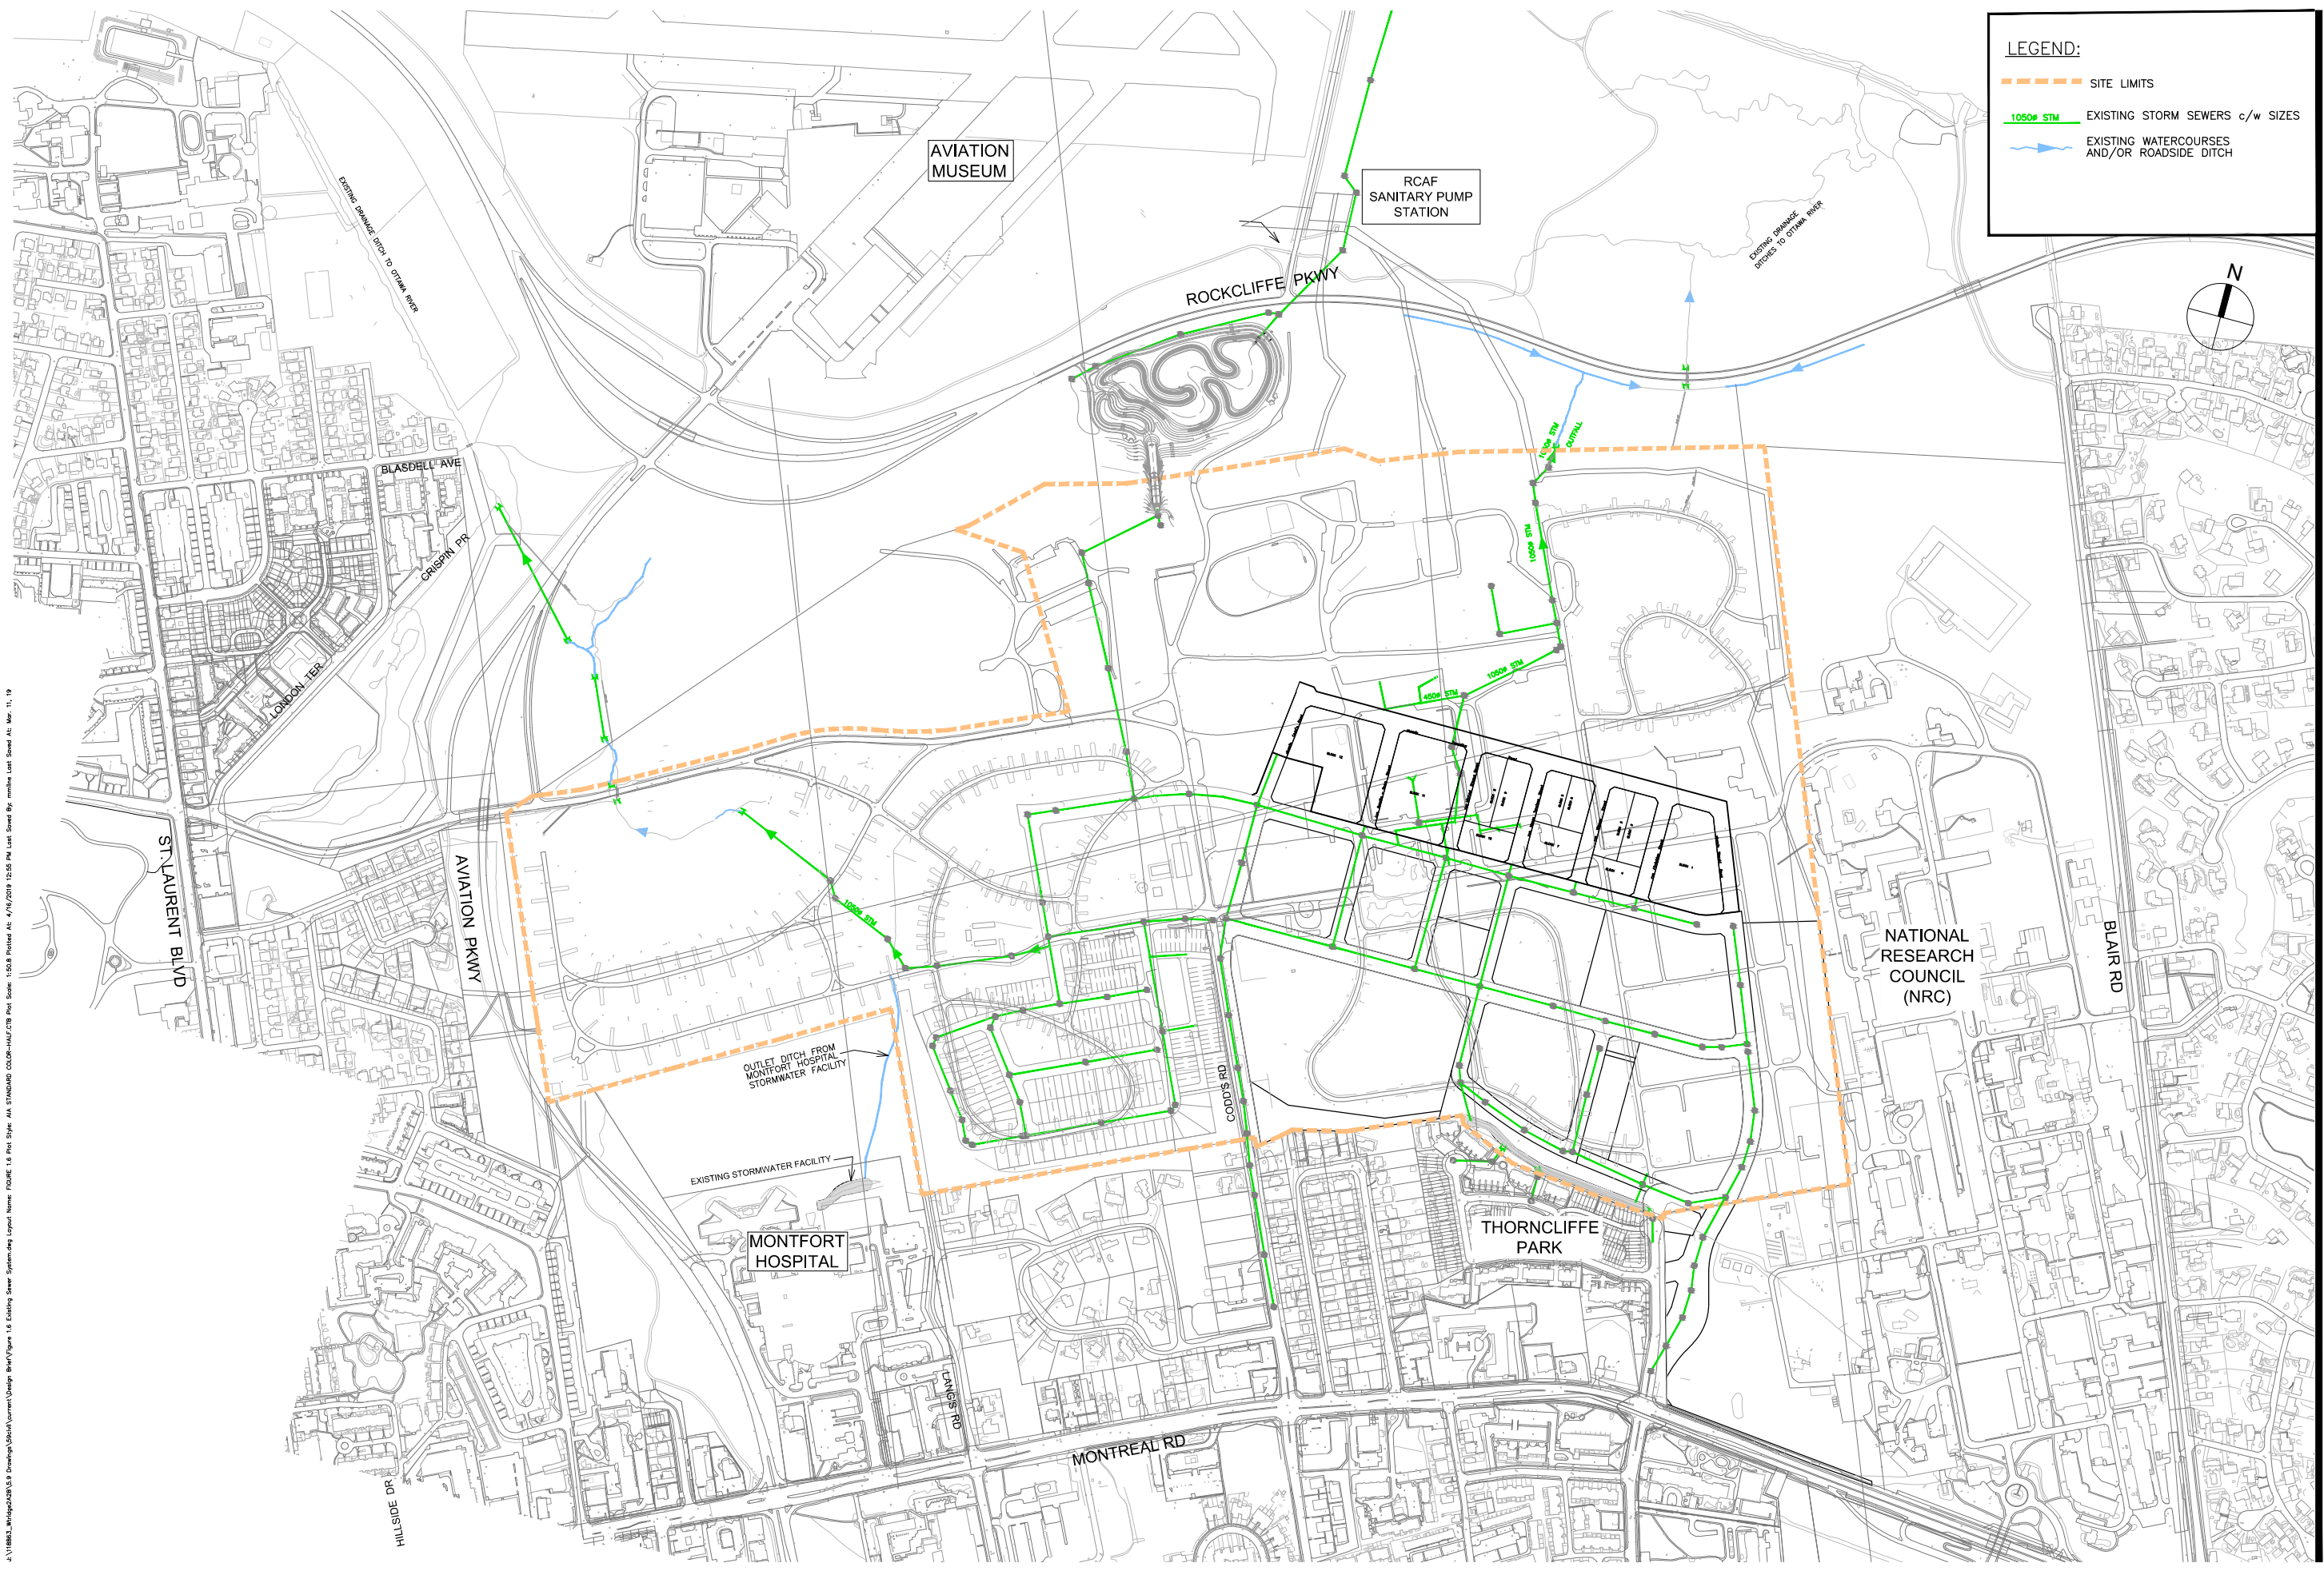 LEGEND:
SITE LIMITS
1050ø STM
EXISTING STORM SEWERS c/w SIZES
EXISTING WATERCOURSES
AND/OR ROADSIDE DITCH
N
AVIATION
MUSEUM
RCAF
SANITARY PUMP
STATION
EXISTING DRAINAGE DITCH TO OTTAWA RIVER
EXISTING DRAINAGE
DITCHES TO OTTAWA RIVER
ROCKCLIFFE PKWY
BLASDELL AVE
CRISPIN PR
LONDON TER
OUTFALL
1050ø STM
1050ø STM
450ø STM
1050ø STM
ST. LAURENT BLVD
AVIATION PKWY
NATIONAL
RESEARCH
COUNCIL
(NRC)
BLAIR RD
OUTLET DITCH FROM
MONTFORT HOSPITAL
STORMWATER FACILITY
CODD'S RD
EXISTING STORMWATER FACILITY
MONTFORT
HOSPITAL
THORNCLIFFE
PARK
LANG'S RD
MONTREAL RD
HILLSIDE DR